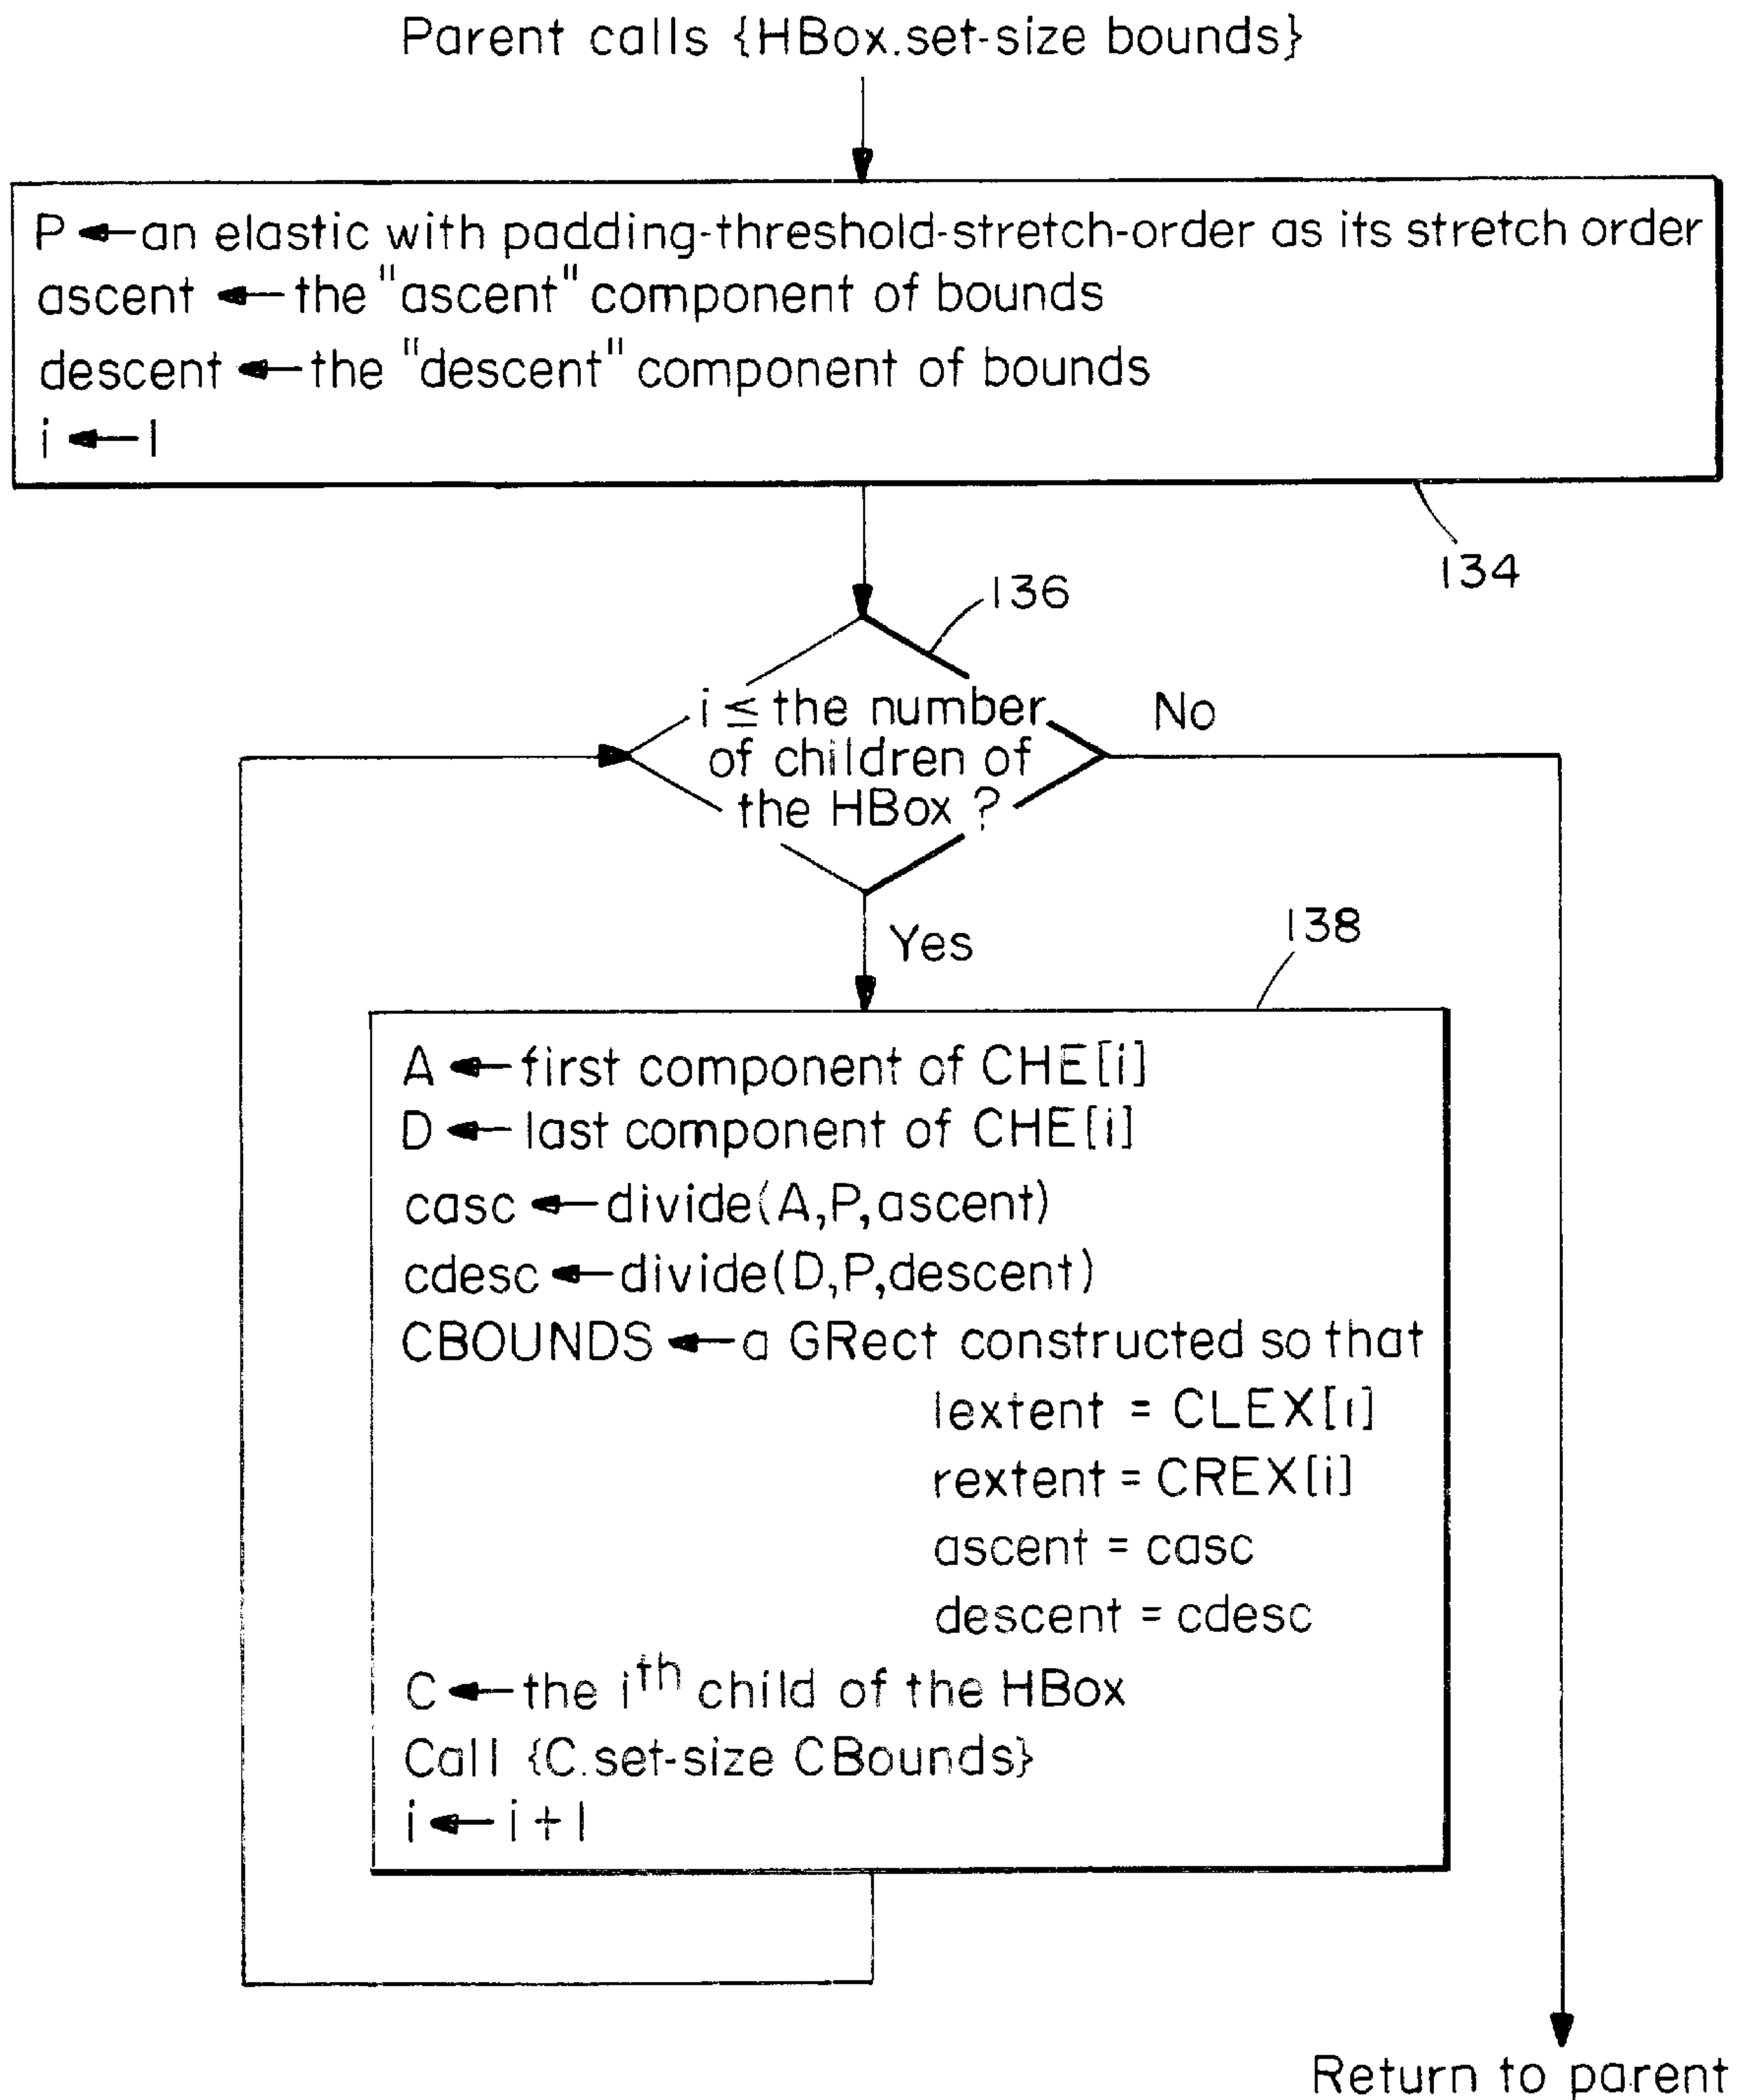 Parent calls {HBox.set-size bounds}
P ← an elastic with padding-threshold-stretch-order as its stretch order
ascent ← the "ascent" component of bounds
descent ← the "descent" component of bounds
i ← 1
134
136
i ≤ the number
of children of
the HBox ?
No
Yes
138
A ← first component of CHE[i]
D ← last component of CHE[i]
casc ← divide(A,P,ascent)
cdesc ← divide(D,P,descent)
CBOUNDS ← a GRect constructed so that
lextent = CLEX[i]
rextent = CREX[i]
ascent = casc
descent = cdesc
C ← the ith child of the HBox
Call {C.set-size CBounds}
i ← i + 1
Return to parent